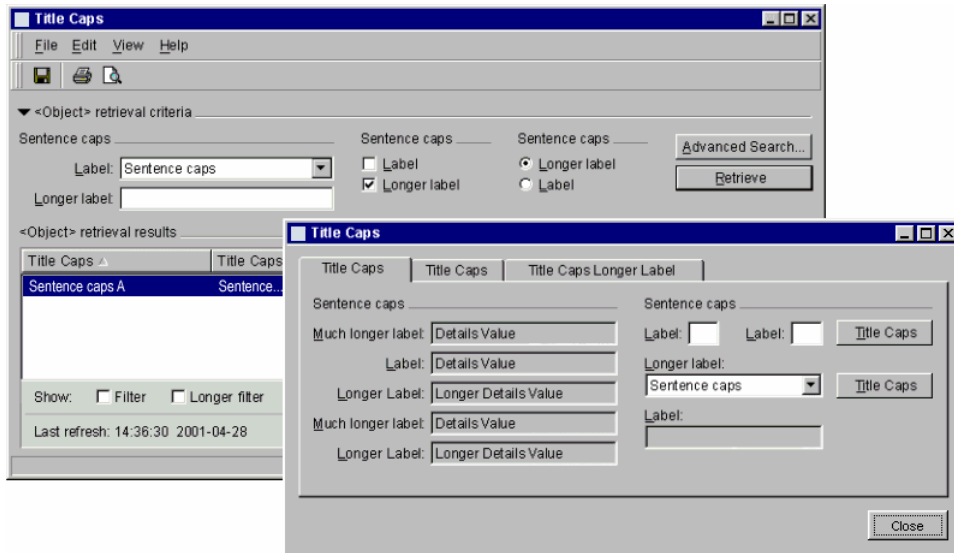 Title Caps
File Edit View Help
<Object> retrieval criteria
Sentence caps
Label: Sentence caps
Longer label:
Sentence caps
Label
Longer label
Sentence caps
Longer label
Label
Advanced Search...
Retrieve
<Object> retrieval results
Title Caps Title Caps
Sentence caps A Sentence...
Show: Filter Longer filter
Last refresh: 14:36:30 2001-04-28
Title Caps
Title Caps Title Caps Title Caps Longer Label
Sentence caps
Much longer label: Details Value
Label: Details Value
Longer Label: Longer Details Value
Much longer label: Details Value
Longer Label: Longer Details Value
Sentence caps
Label: Label: Title Caps
Longer label:
Sentence caps Title Caps
Label:
Close